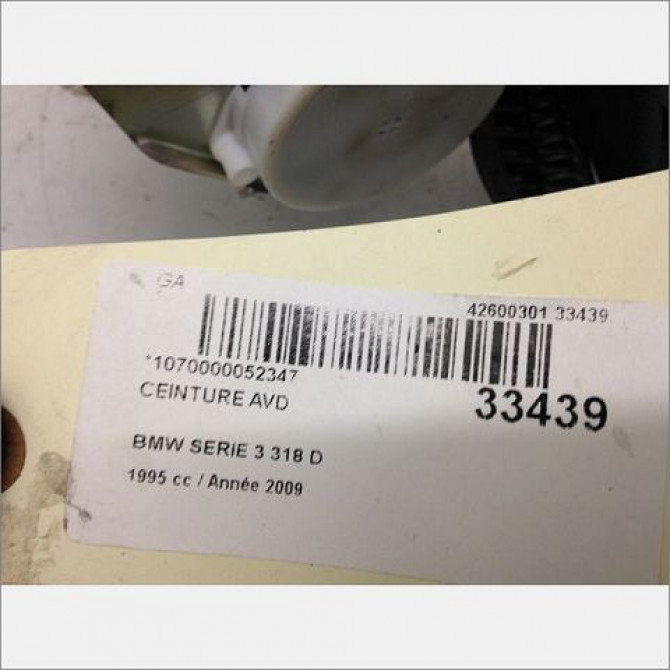 GA
42600301 33439
*1070000052347
33439
CEINTURE AVD
BMW SERIE 3 318 D
1995 cc / Année 2009